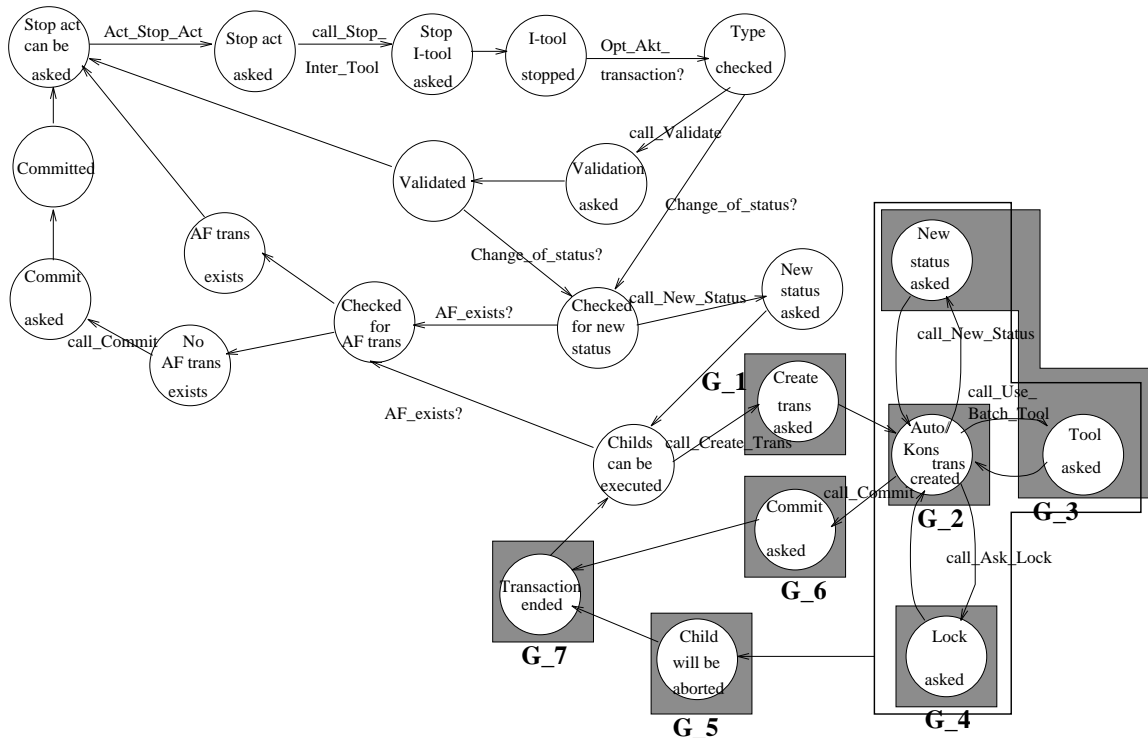 Stop act
can be
asked
Act_Stop_Act
Stop act
asked
call_Stop_
Inter_Tool
Stop
I-tool
asked
I-tool
stopped
Opt_Akt_
transaction?
Type
checked
call_Validate
Committed
Validated
Validation
asked
Change_of_status?
AF trans
exists
Change_of_status?
New
status
asked
New
status
asked
Commit
asked
Checked
for
AF trans
AF_exists?
Checked
for new
status
call_New_Status
call_New_Status
call_Commit
No
AF trans
exists
G_1
Create
trans
asked
call_Use_
Batch_Tool
AF_exists?
Childs
can be
executed
call_Create_Trans
Auto
Kons
trans
created
Tool
asked
call_Commit
Commit
asked
G_2
G_3
call_Ask_Lock
Transaction
ended
G_6
G_7
Child
will be
aborted
Lock
asked
G_5
G_4